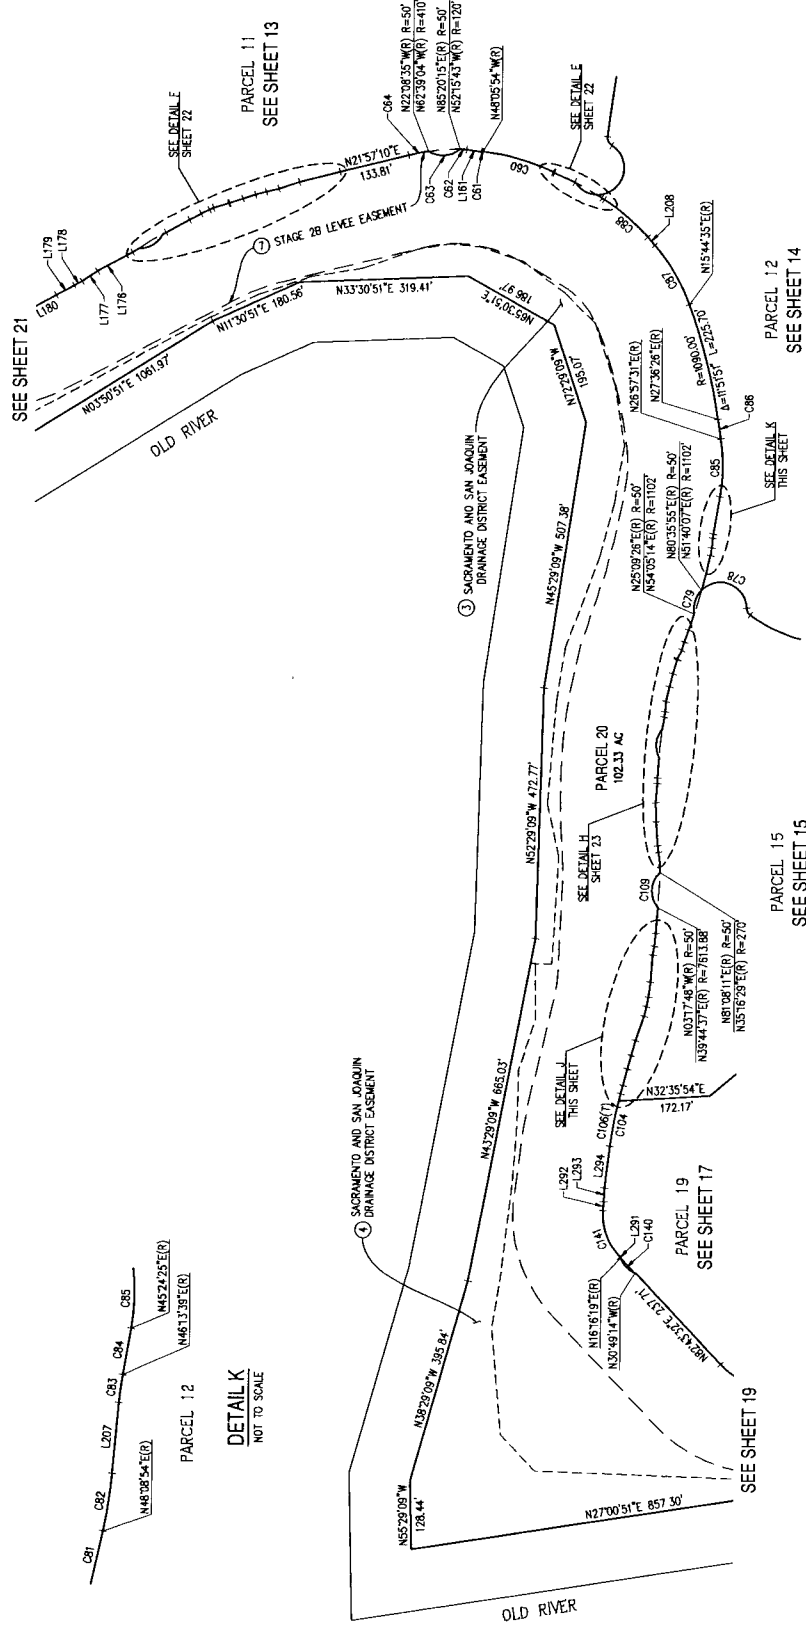 SEE SHEET 21
L180
L179
L178
L177
L176
SEE DETAIL F
SHEET 22
PARCEL 11
SEE SHEET 13
N21°57'10"E
133.81'
C64
N22°08'35"W(R) R=50'
N62°39'04"W(R) R=410'
N85°20'15"E(R) R=50'
N52°15'43"W(R) R=120'
N48°05'54"W(R)
C63
C62
L161
C61
C60
SEE DETAIL E
SHEET 22
7 STAGE 2B LEVEE EASEMENT
C88
L208
C87
N15°44'35"E(R)
PARCEL 12
SEE SHEET 14
R=1090.00'
Δ=11°51'51" L=225.70'
N26°57'31"E(R)
N27°36'26"E(R)
C86
C85
SEE DETAIL K
THIS SHEET
N25°09'26"E(R) R=50'
N54°05'14"E(R) R=1102'
N80°35'55"E(R) R=50'
N51°40'07"E(R) R=1102'
C79
C78
OLD RIVER
N03°50'51"E 1061.97'
N11°30'51"E 180.56'
N33°30'51"E 319.41'
N65°30'51"E
186.97'
N72°29'09"W
195.07'
3 SACRAMENTO AND SAN JOAQUIN
DRAINAGE DISTRICT EASEMENT
N45°29'09"W 507.38'
N52°29'09"W 472.77'
PARCEL 20
102.33 AC
SEE DETAIL H
SHEET 23
C109
PARCEL 15
SEE SHEET 15
N03°17'48"W(R) R=50'
N39°44'37"E(R) R=7613.88'
N81°08'11"E(R) R=50'
N35°16'29"E(R) R=270'
4 SACRAMENTO AND SAN JOAQUIN
DRAINAGE DISTRICT EASEMENT
N43°29'09"W 665.03'
SEE DETAIL J
THIS SHEET
N32°35'54"E
172.17'
C106(T)
C104
L294
L293
L292
C141
L291
C140
PARCEL 19
SEE SHEET 17
N16°16'19"E(R)
N30°49'14"W(R)
N82°43'32"E 237.71'
N38°29'09"W 395.84'
N55°29'09"W
128.44'
N27°00'51"E 857.30'
SEE SHEET 19
OLD RIVER
C81
C82
L207
C83
C84
C85
N48°08'54"E(R)
N46°13'39"E(R)
N45°24'25"E(R)
PARCEL 12
DETAIL K
NOT TO SCALE